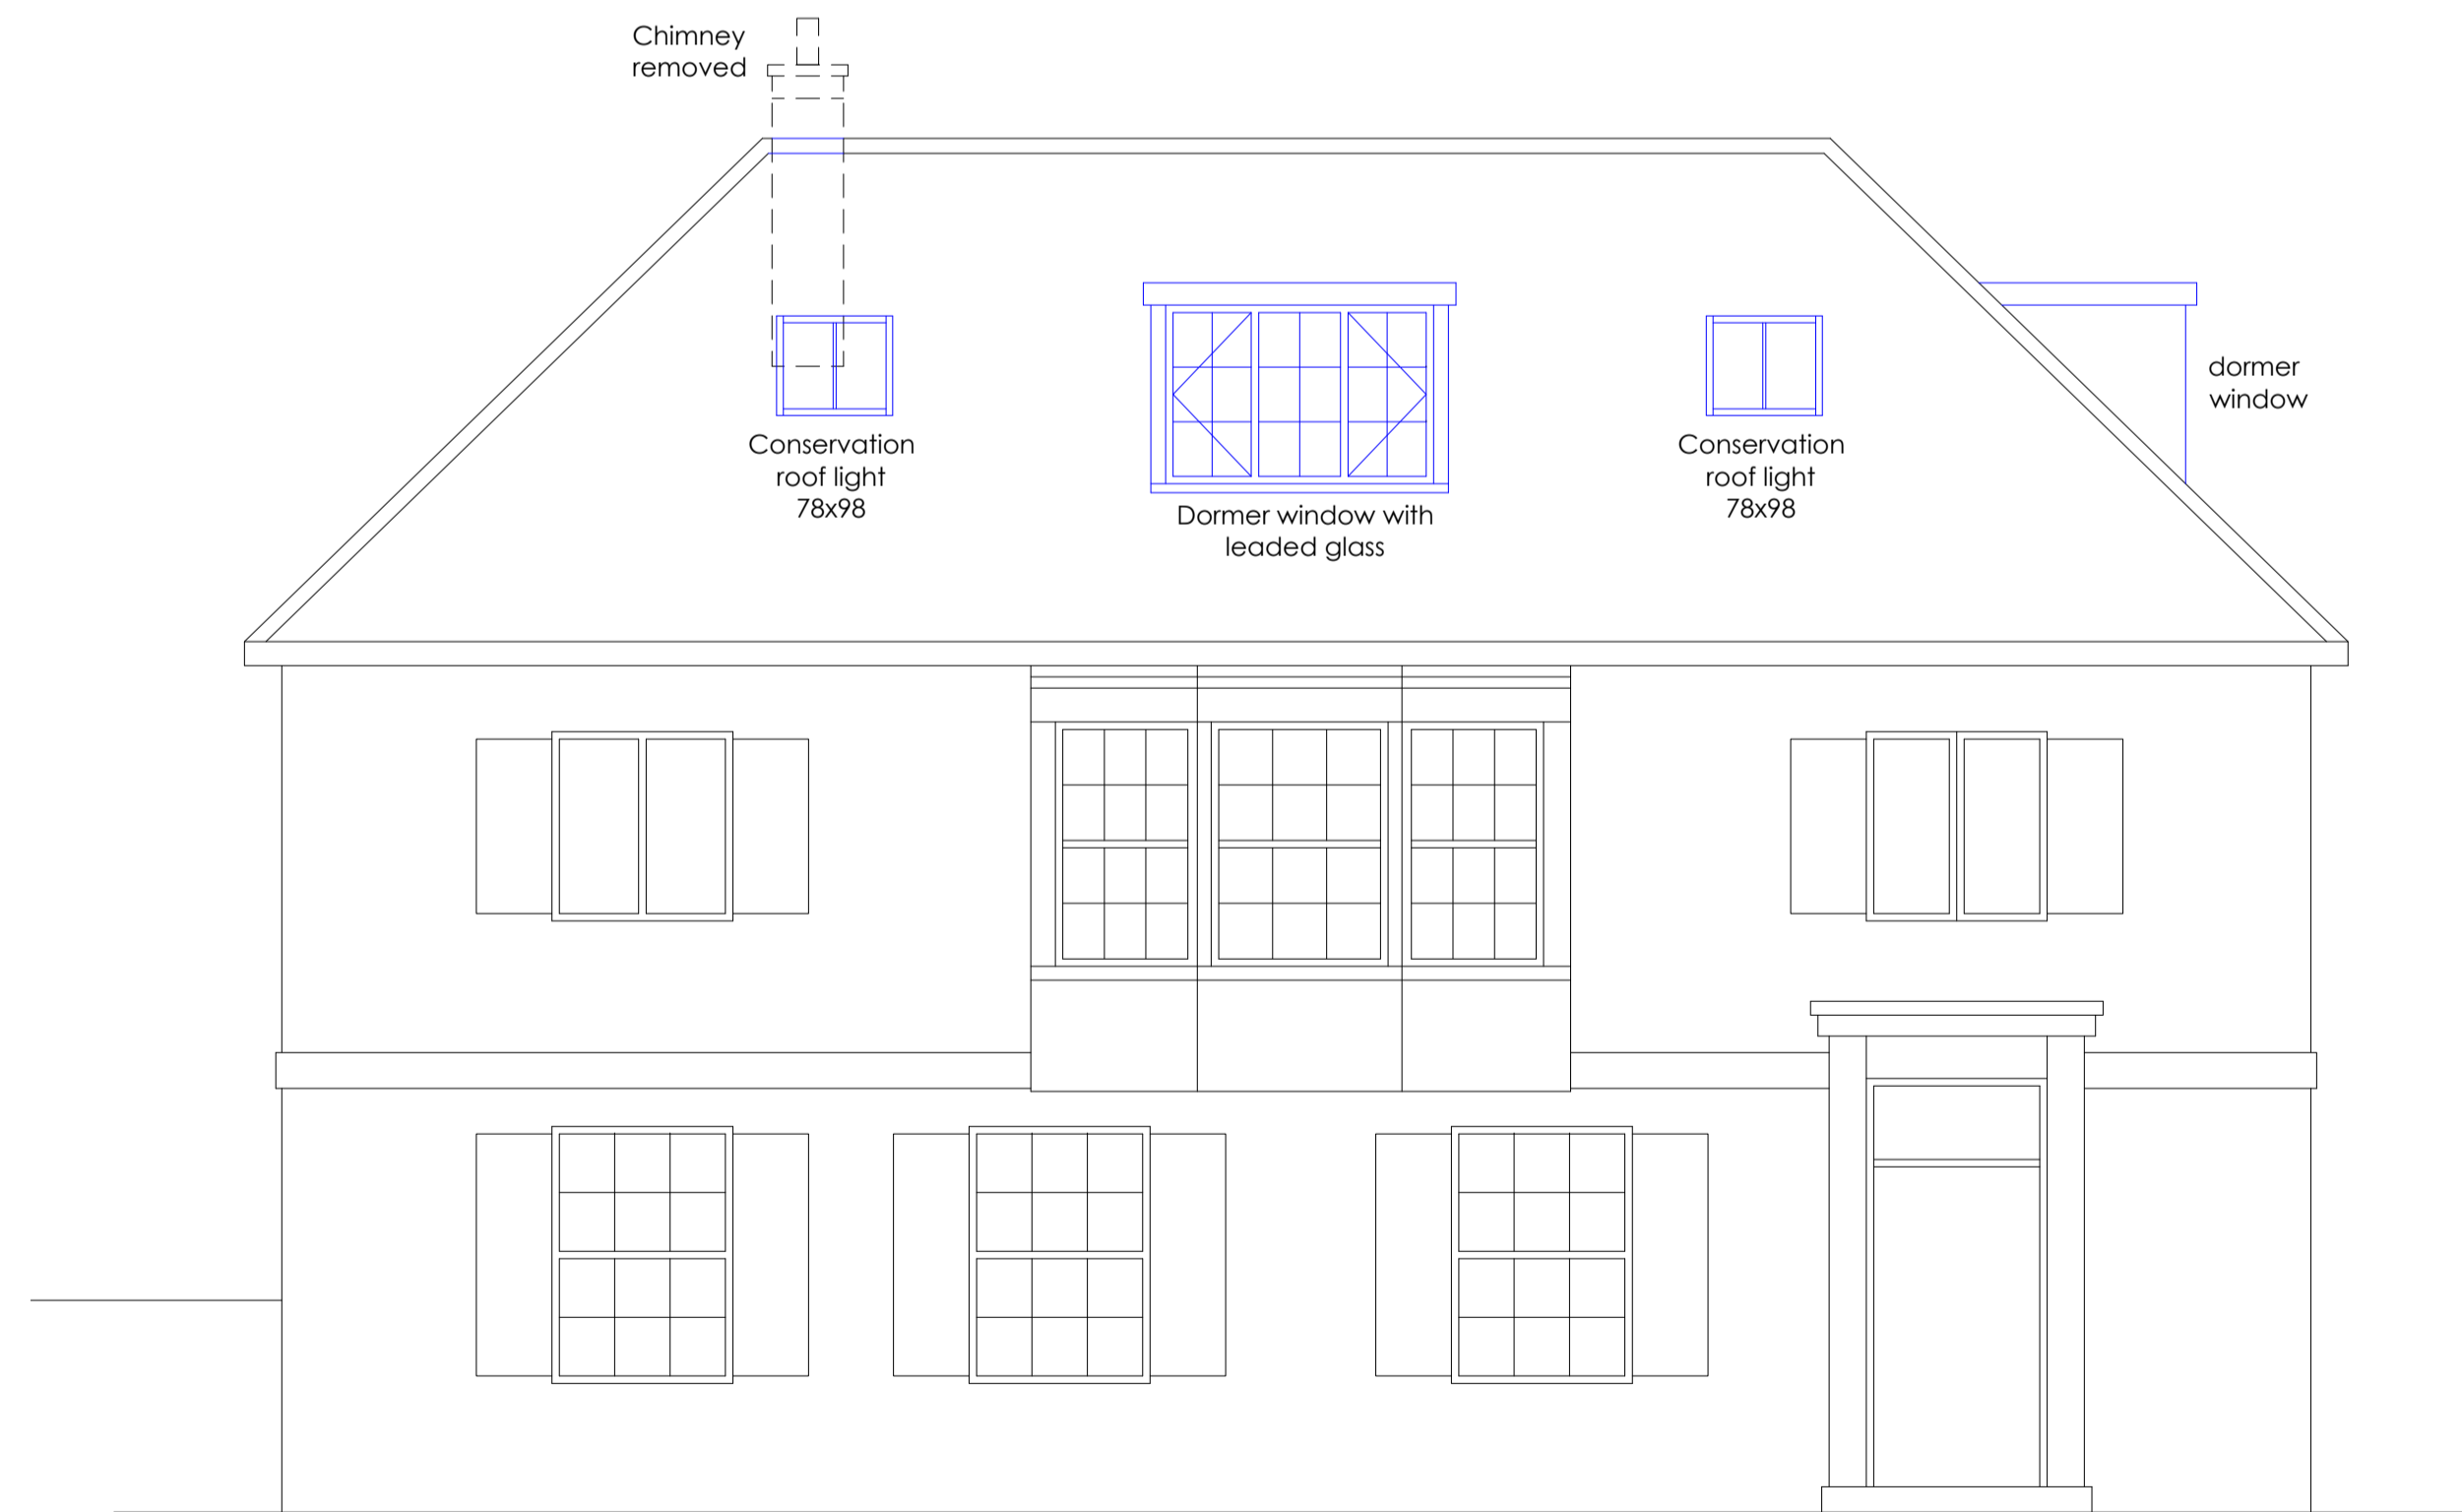 Chimney
removed
dormer
window
Conservation
roof light
78x98
Dormer window with
leaded glass
Conservation
roof light
78x98